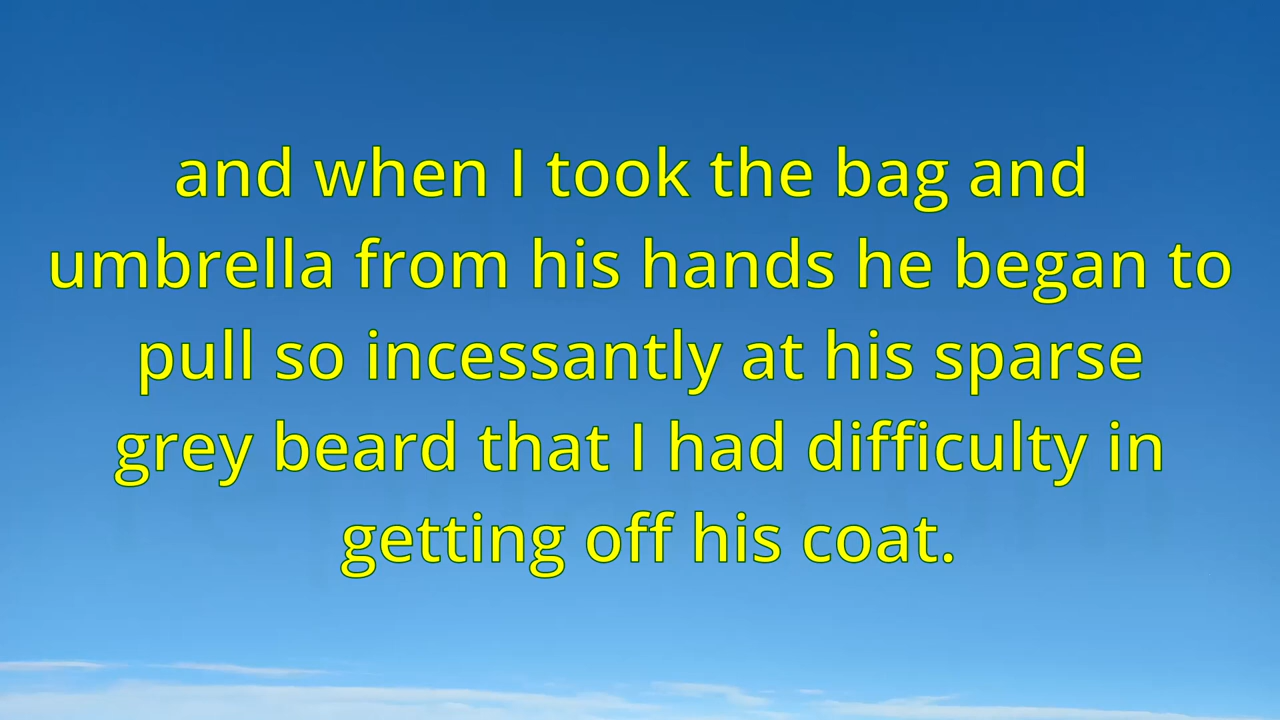 and when I took the bag and
umbrella from his hands he began to
pull so incessantly at his sparse
grey beard that I had difficulty in
getting off his coat.